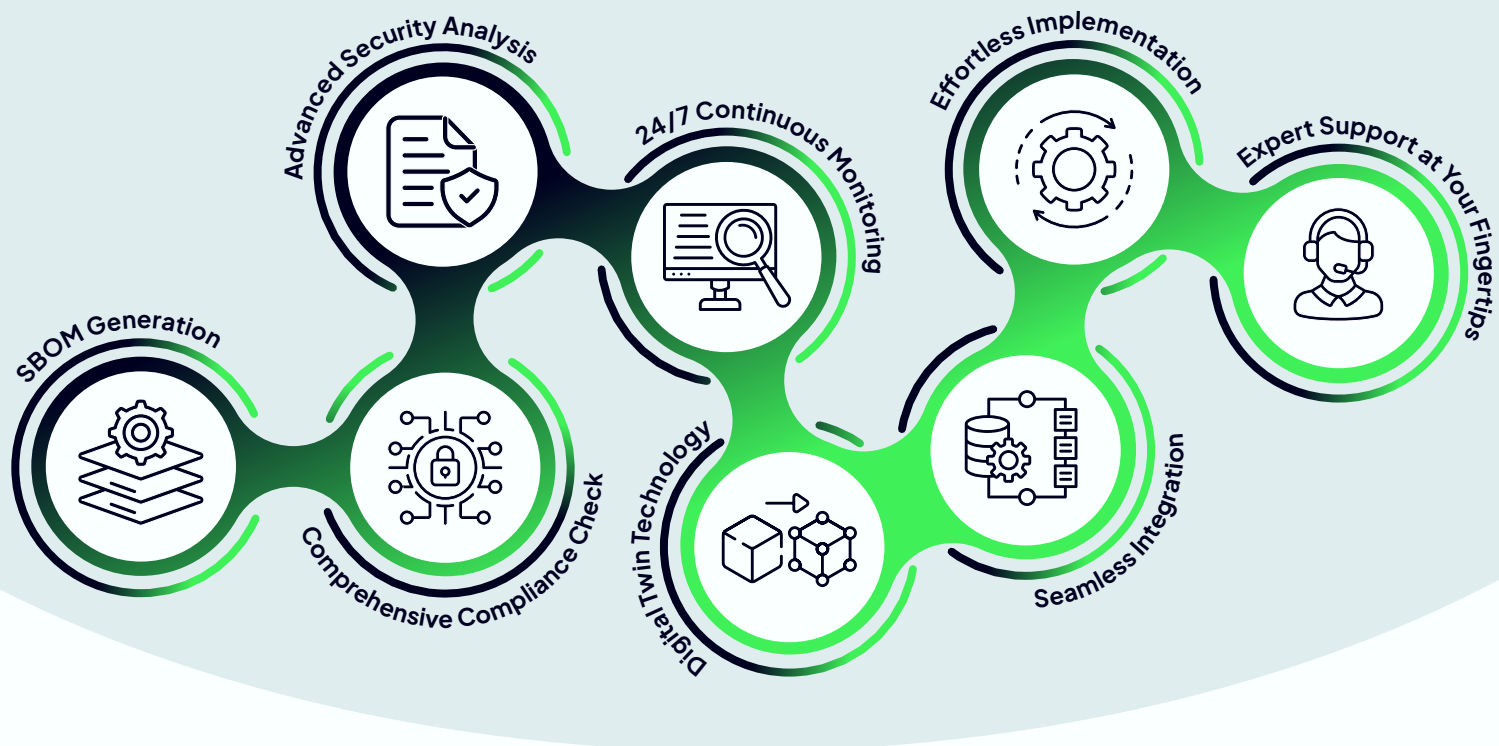 SBOM Generation
Comprehensive Compliance Check
Advanced Security Analysis
24/7 Continuous Monitoring
Digital Twin Technology
Seamless Integration
Effortless Implementation
Expert Support at Your Fingertips